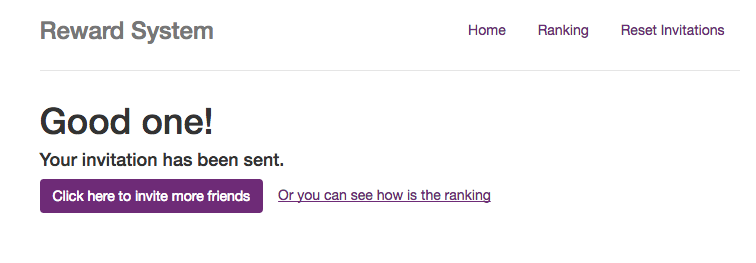 Reward System
Home Ranking Reset Invitations
Good one!
Your invitation has been sent.
Click here to invite more friends
Or you can see how is the ranking